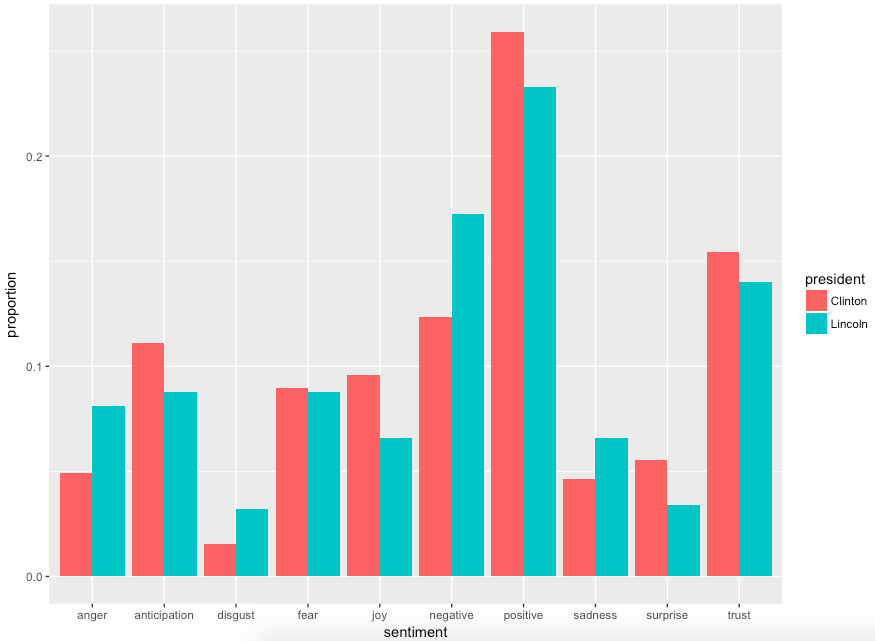 proportion
0.2
0.1
0.0
anger anticipation disgust fear joy negative positive sadness surprise trust
sentiment
president
Clinton
Lincoln